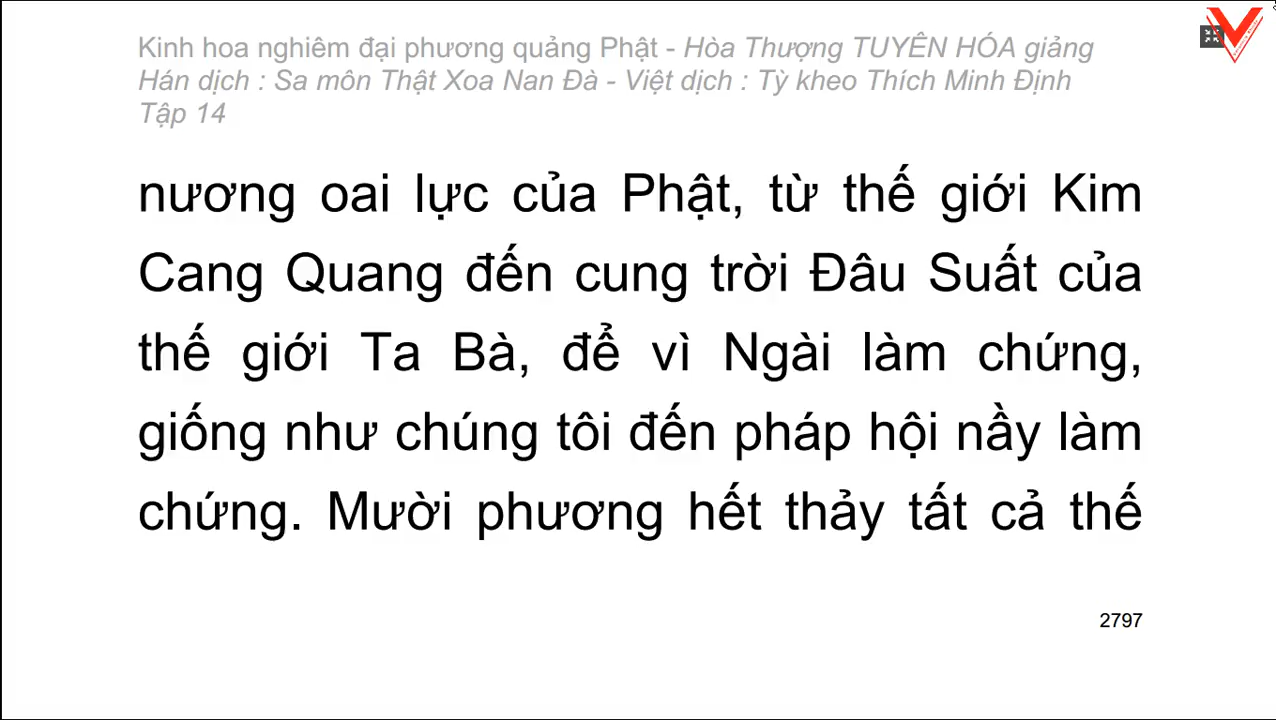 Kinh hoa nghiêm đại phương quảng Phật - Hòa Thượng TUYÊN HÓA giảng
Hán dịch : Sa môn Thật Xoa Nan Đà - Việt dịch : Tỳ kheo Thích Minh Định
Tập 14
nương oai lực của Phật, từ thế giới Kim
Cang Quang đến cung trời Đâu Suất của
thế giới Ta Bà, để vì Ngài làm chứng,
giống như chúng tôi đến pháp hội nầy làm
chứng. Mười phương hết thảy tất cả thế
2797